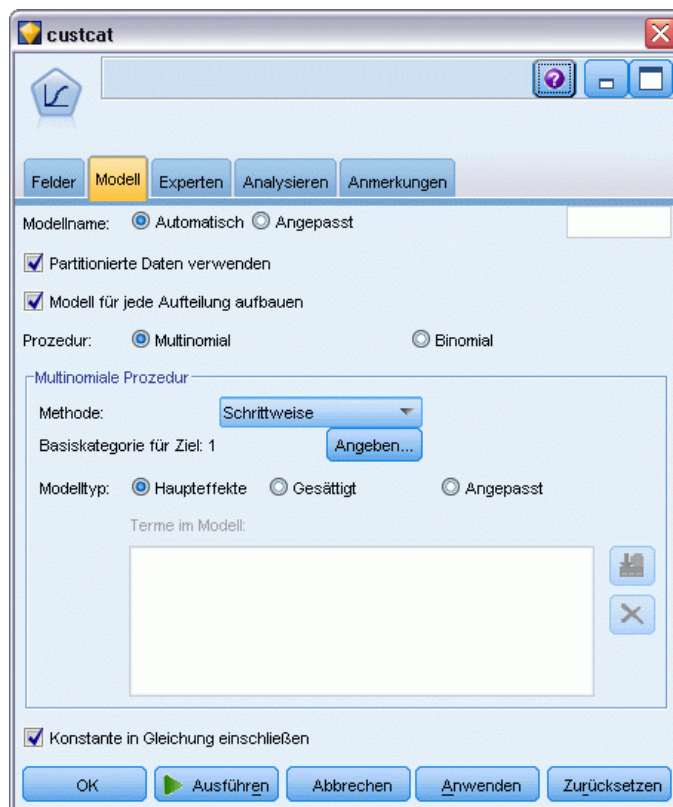 custcat
Felder Modell Experten Analysieren Anmerkungen
Modellname: Automatisch Angepasst
Partitionierte Daten verwenden
Modell für jede Aufteilung aufbauen
Prozedur: Multinomial Binomial
Multinomiale Prozedur
Methode: Schrittweise
Basiskategorie für Ziel: 1 Angeben...
Modelltyp: Haupteffekte Gesättigt Angepasst
Terme im Modell:
Konstante in Gleichung einschließen
OK Ausführen Abbrechen Anwenden Zurücksetzen